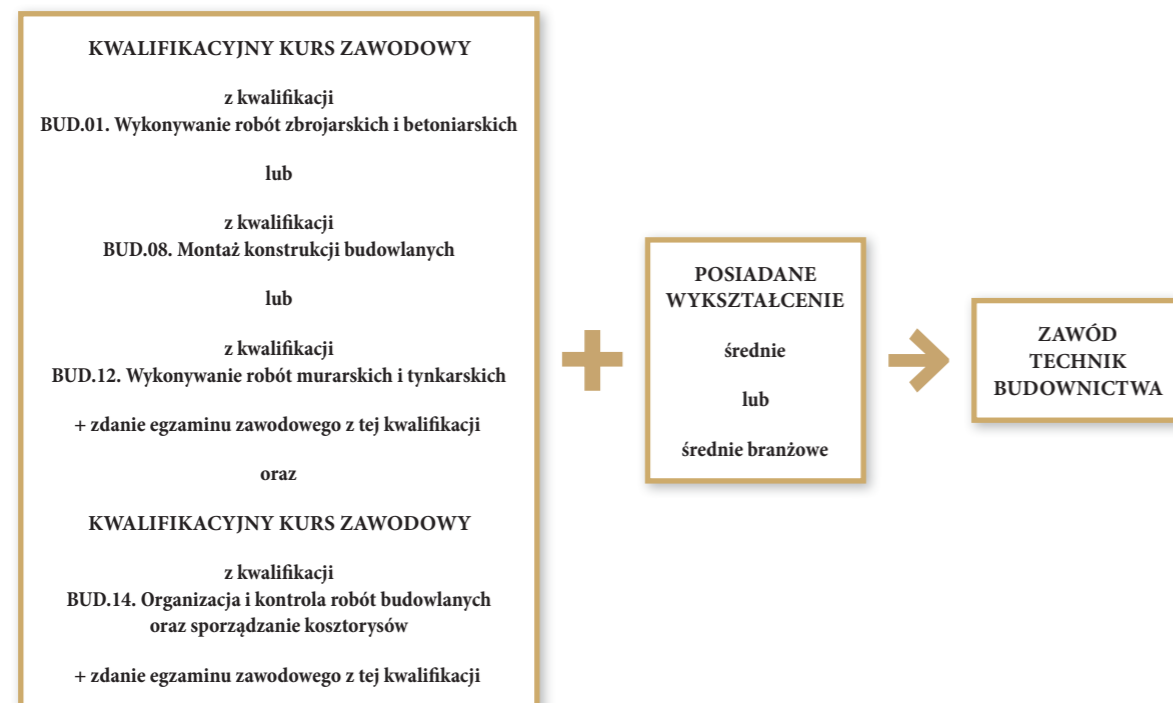 KWALIFIKACYJNY KURS ZAWODOWY
z kwalifikacji
BUD.01. Wykonywanie robót zbrojarskich i betoniarskich
lub
z kwalifikacji
BUD.08. Montaż konstrukcji budowlanych
lub
z kwalifikacji
BUD.12. Wykonywanie robót murarskich i tynkarskich
+ zdanie egzaminu zawodowego z tej kwalifikacji
oraz
KWALIFIKACYJNY KURS ZAWODOWY
z kwalifikacji
BUD.14. Organizacja i kontrola robót budowlanych
oraz sporządzanie kosztorysów
+ zdanie egzaminu zawodowego z tej kwalifikacji
+
POSIADANE
WYKSZTAŁCENIE
średnie
lub
średnie branżowe
ZAWÓD
TECHNIK
BUDOWNICTWA